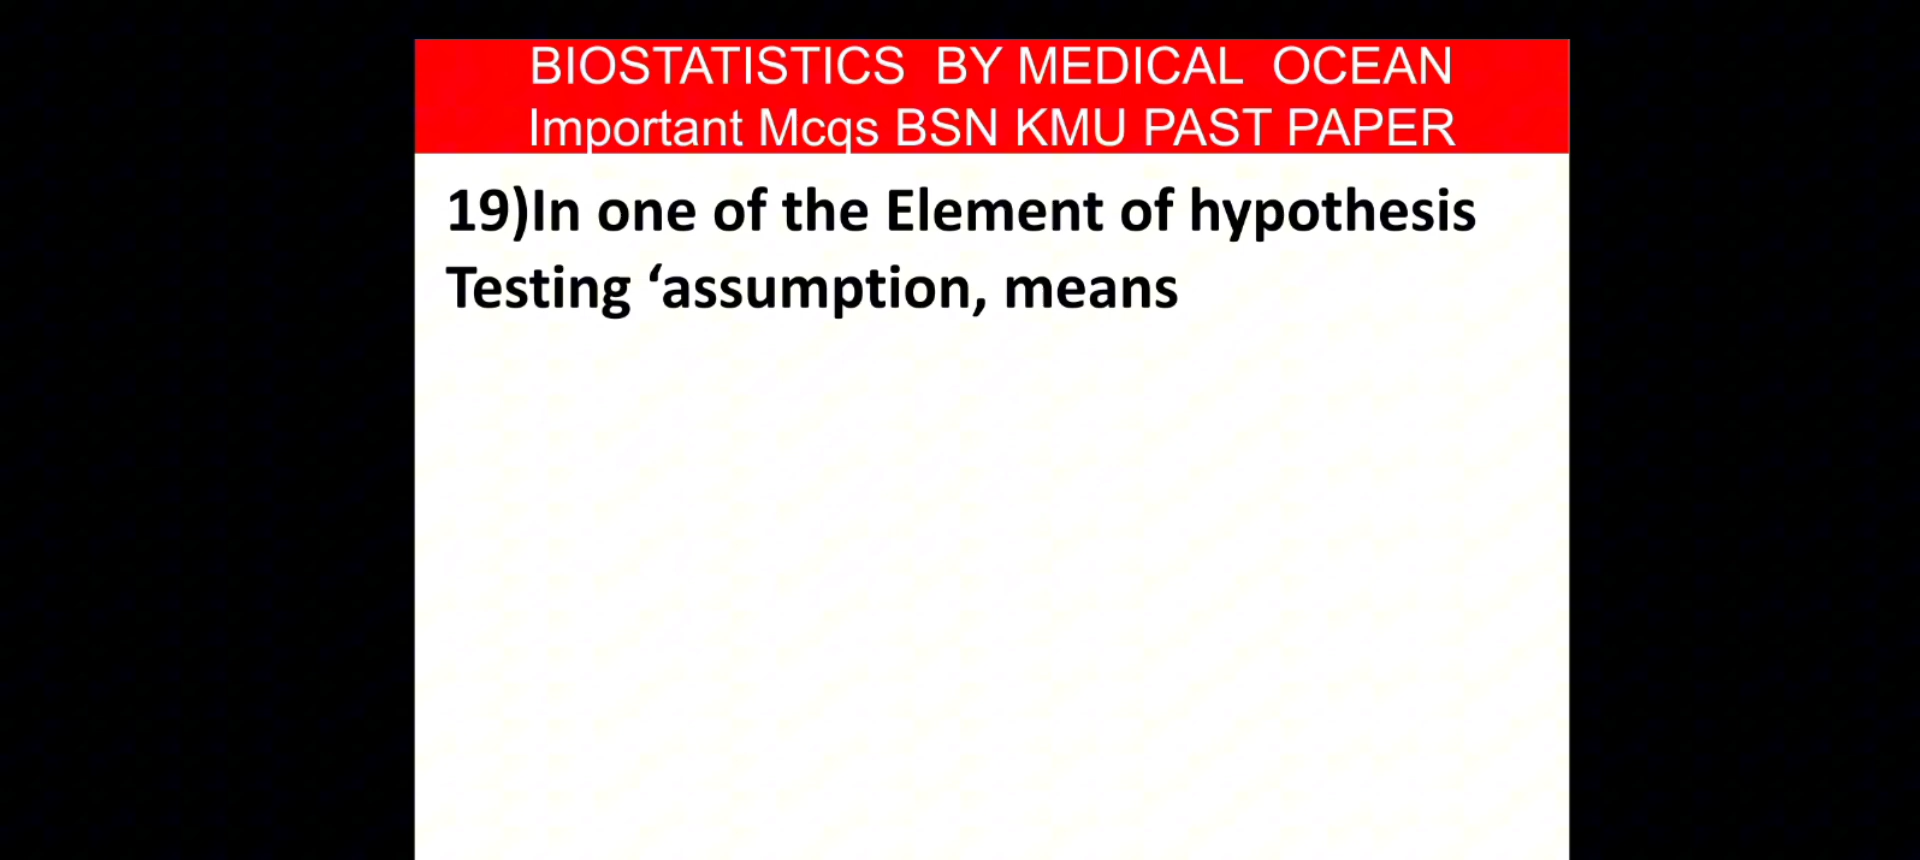 BIOSTATISTICS BY MEDICAL OCEAN
Important Mcqs BSN KMU PAST PAPER
19)In one of the Element of hypothesis
Testing ‘assumption, means